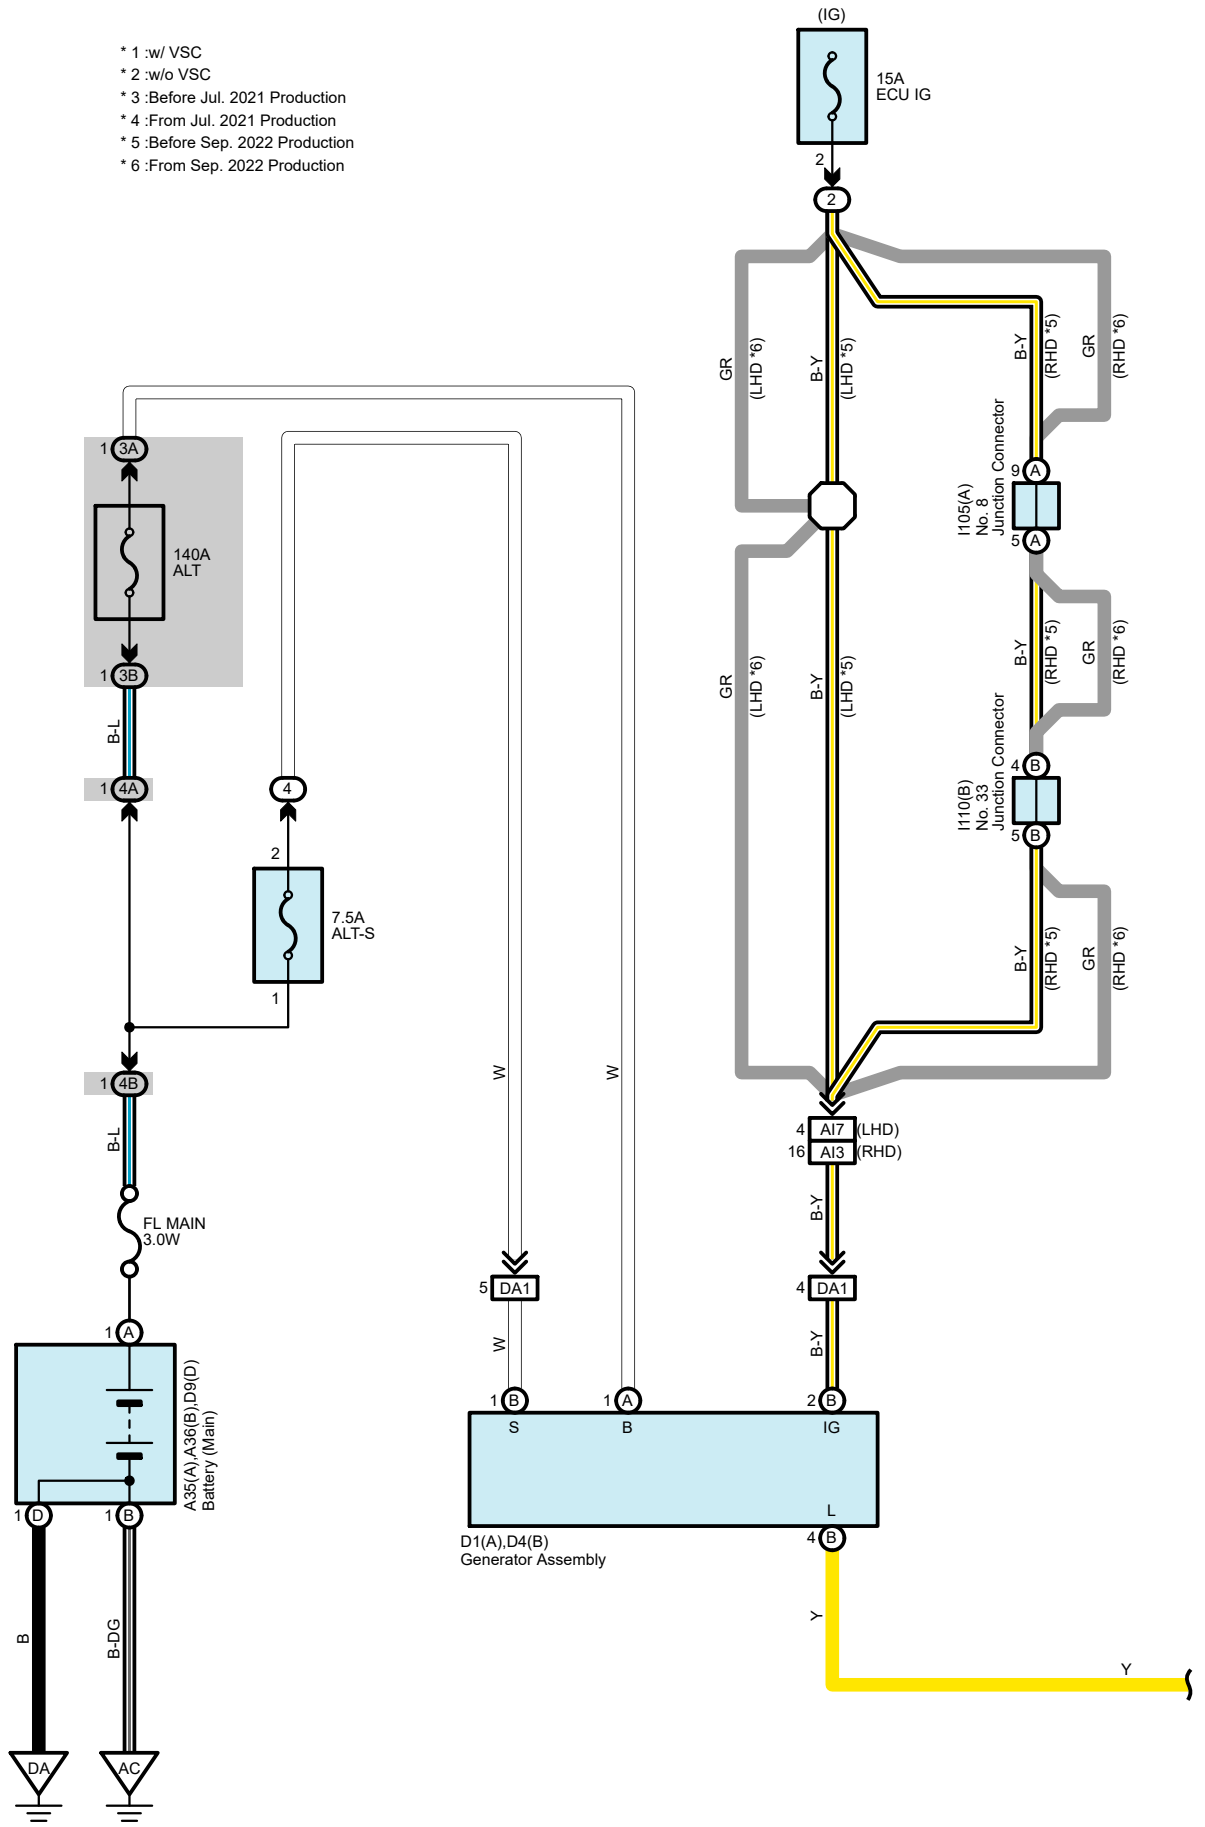 (IG)
* 1 :w/ VSC
* 2 :w/o VSC
* 3 :Before Jul. 2021 Production
* 4 :From Jul. 2021 Production
* 5 :Before Sep. 2022 Production
* 6 :From Sep. 2022 Production
15A
ECU IG
2
2
GR
(LHD *6)
B-Y
(LHD *5)
B-Y
(RHD *5)
GR
(RHD *6)
1 3A
140A
ALT
1 3B
B-L
1 4A
4
2
7.5A
ALT-S
1
1 4B
B-L
FL MAIN
3.0W
1 A
A35(A),A36(B),D9(D)
Battery (Main)
1 D
1 B
B
B-DG
DA
AC
9 A
I105(A)
No. 8
Junction Connector
5 A
GR
(LHD *6)
B-Y
(LHD *5)
B-Y
(RHD *5)
GR
(RHD *6)
4 B
I110(B)
No. 33
Junction Connector
5 B
B-Y
(RHD *5)
GR
(RHD *6)
W
W
4 AI7 (LHD)
16 AI3 (RHD)
B-Y
5 DA1
4 DA1
W
B-Y
1 B
1 A
2 B
S
B
IG
L
D1(A),D4(B)
Generator Assembly
4 B
Y
Y